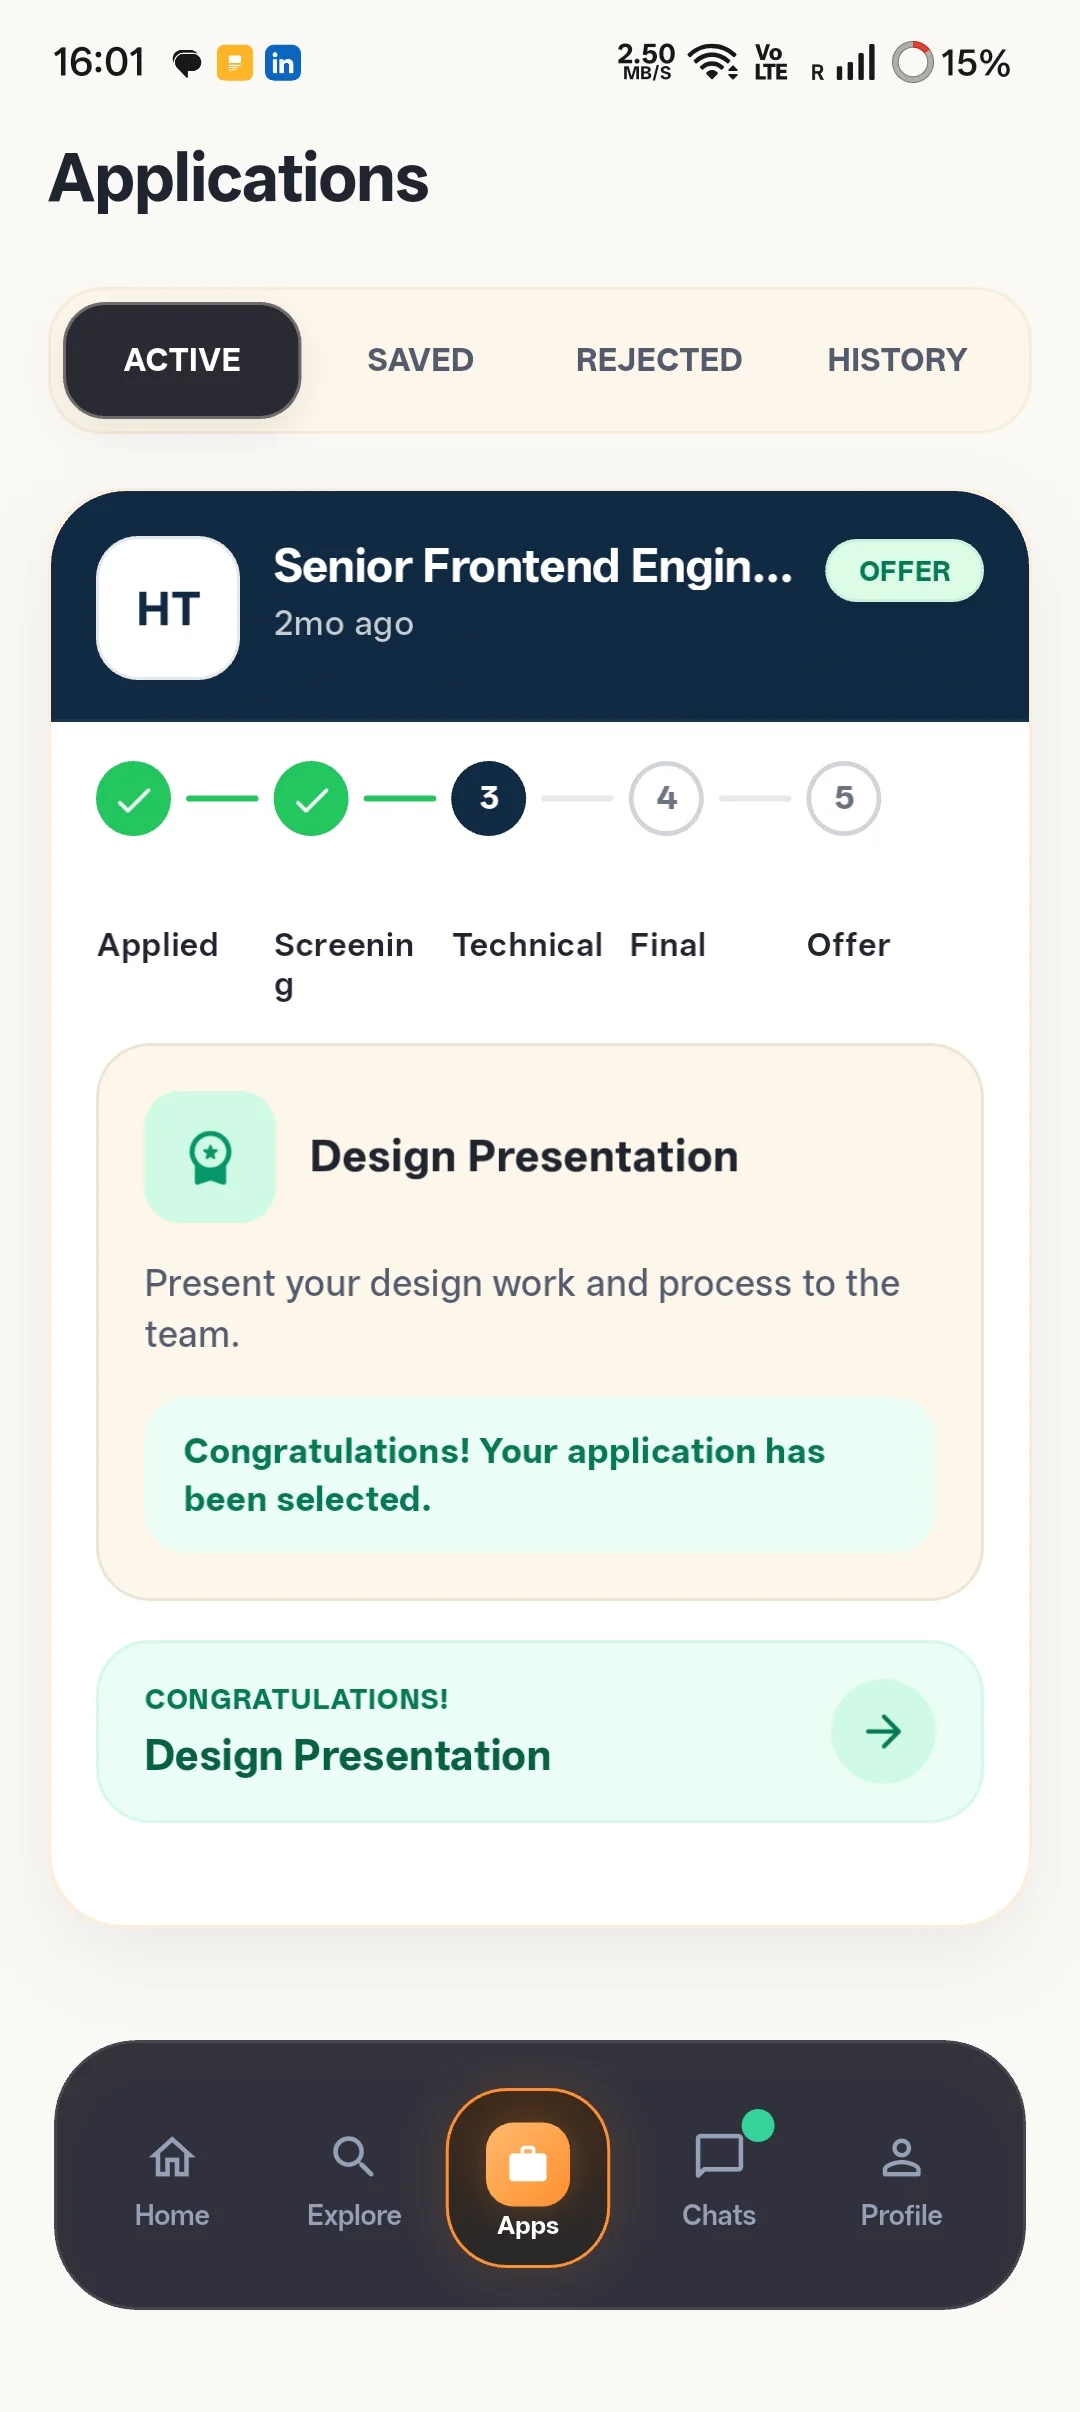 16:01
2.50
MB/S
Vo
LTE
R
15%
in
Applications
ACTIVE
SAVED
REJECTED
HISTORY
HT
Senior Frontend Engin...
OFFER
2mo ago
3
4
5
Applied
Screenin
g
Technical
Final
Offer
Design Presentation
Present your design work and process to the
team.
Congratulations! Your application has
been selected.
CONGRATULATIONS!
Design Presentation
Home
Explore
Apps
Chats
Profile